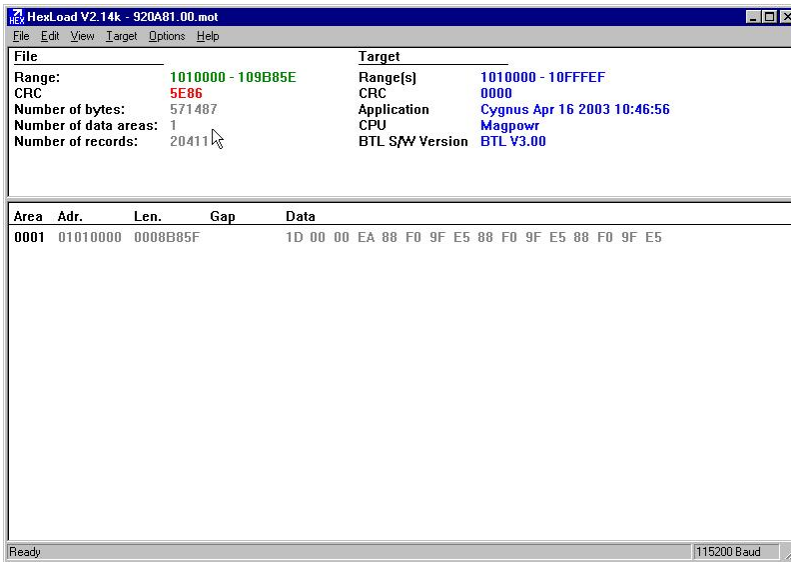 HEX HexLoad V2.14k - 920A81.00.mot
File Edit View Target Options Help
File Target
Range: 1010000 - 109B85E Range(s) 1010000 - 10FFFEF
CRC 5E86 CRC 0000
Number of bytes: 571487 Application Cygnus Apr 16 2003 10:46:56
Number of data areas: 1 CPU Magpowr
Number of records: 20411 BTL S/W Version BTL V3.00
Area Adr. Len. Gap Data
0001 01010000 0008B85F 1D 00 00 EA 88 F0 9F E5 88 F0 9F E5 88 F0 9F E5
Ready 115200 Baud